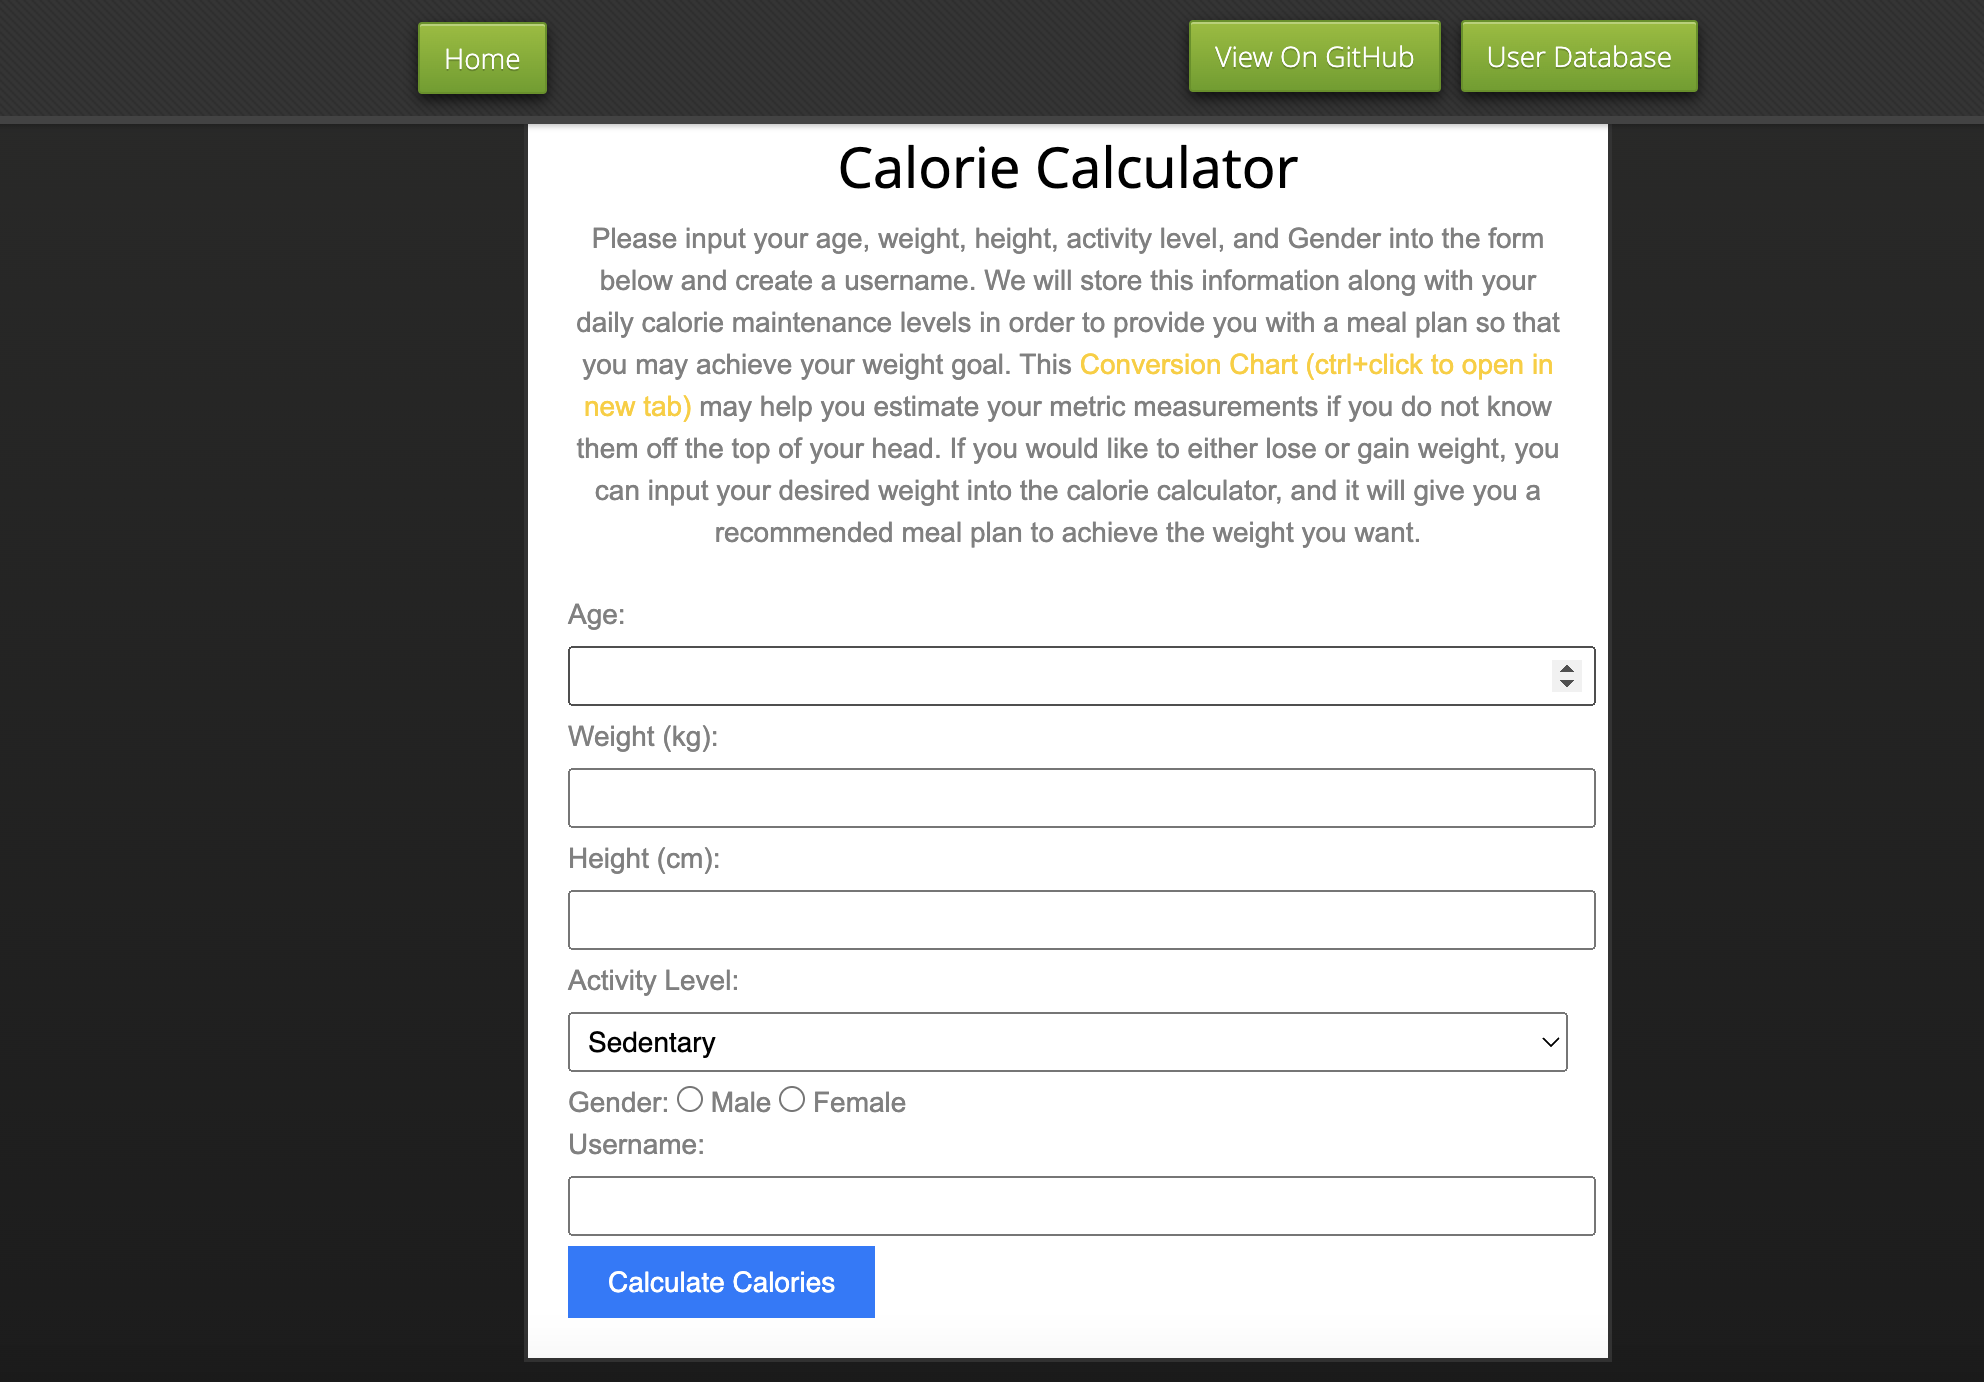 Home
View On GitHub
User Database
Calorie Calculator
Please input your age, weight, height, activity level, and Gender into the form
below and create a username. We will store this information along with your
daily calorie maintenance levels in order to provide you with a meal plan so that
you may achieve your weight goal. This Conversion Chart (ctrl+click to open in
new tab) may help you estimate your metric measurements if you do not know
them off the top of your head. If you would like to either lose or gain weight, you
can input your desired weight into the calorie calculator, and it will give you a
recommended meal plan to achieve the weight you want.
Age:
Weight (kg):
Height (cm):
Activity Level:
Sedentary
Gender: Male Female
Username:
Calculate Calories